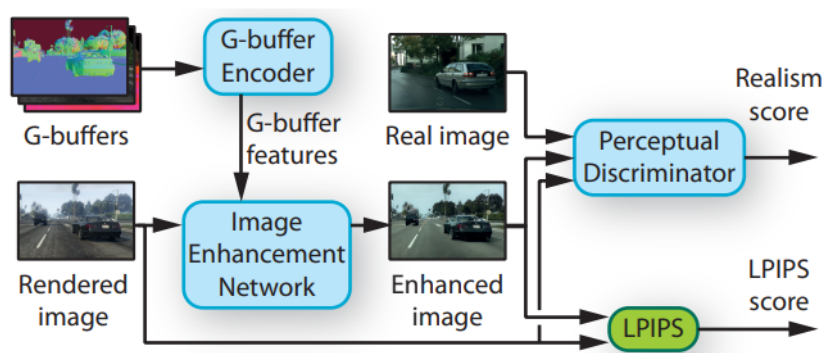 G-buffer
Encoder
G-buffers
G-buffer
features
Real image
Realism
score
Perceptual
Discriminator
Rendered
image
Image
Enhancement
Network
Enhanced
image
LPIPS
LPIPS
score